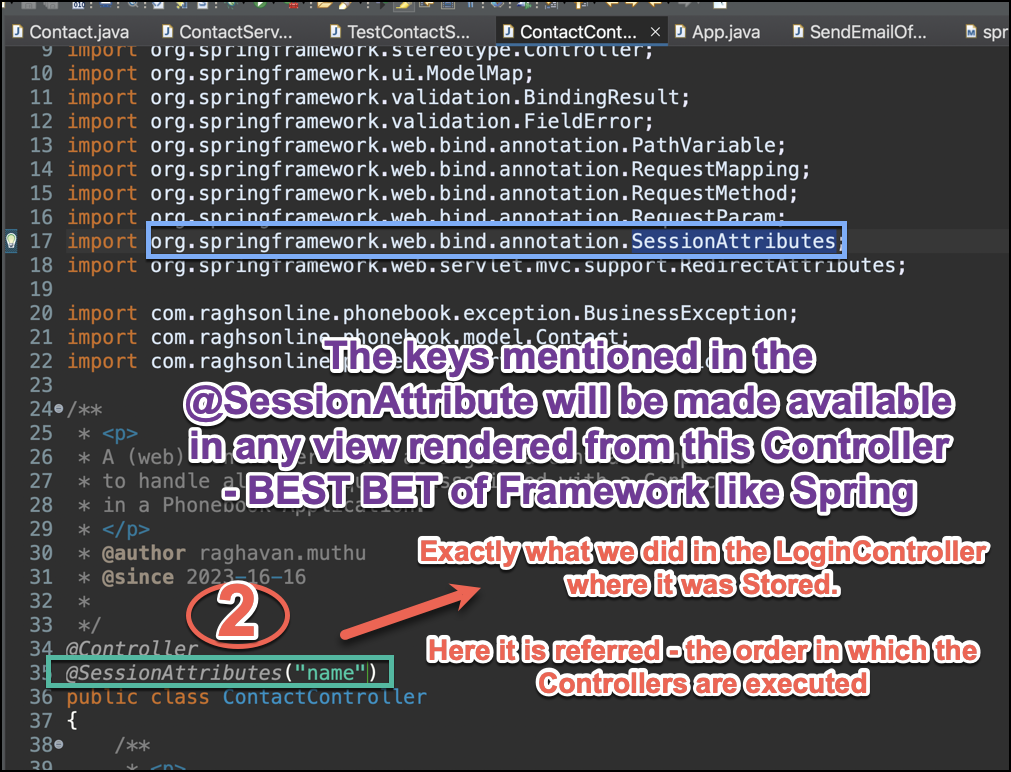 Contact.java ContactServ... TestContactS... ContactCont... × App.java SendEmailOf... spr
9 import org.springframework.stereotype.Controller;
10 import org.springframework.ui.ModelMap;
11 import org.springframework.validation.BindingResult;
12 import org.springframework.validation.FieldError;
13 import org.springframework.web.bind.annotation.PathVariable;
14 import org.springframework.web.bind.annotation.RequestMapping;
15 import org.springframework.web.bind.annotation.RequestMethod;
16 import org.springframework.web.bind.annotation.RequestParam;
17 import org.springframework.web.bind.annotation.SessionAttributes;
18 import org.springframework.web.servlet.mvc.support.RedirectAttributes;
19
20 import com.raghsonline.phonebook.exception.BusinessException;
21 import com.raghsonline.phonebook.model.Contact;
22 import com.raghsonline
The keys mentioned in the
@SessionAttribute will be made available
in any view rendered from this Controller
- BEST BET of Framework like Spring
23
24 /**
25 * <p>
26 * A (web)
27 * to handle
28 * in a Phonebook Application.
29 * </p>
30 * @author raghavan.muthu
31 * @since 2023-16-16
32 *
33 */
Exactly what we did in the LoginController
where it was Stored.
2
34 @Controller
35 @SessionAttributes("name")
36 public class ContactController
37 {
38 /**
39 * <p>
Here it is referred - the order in which the
Controllers are executed